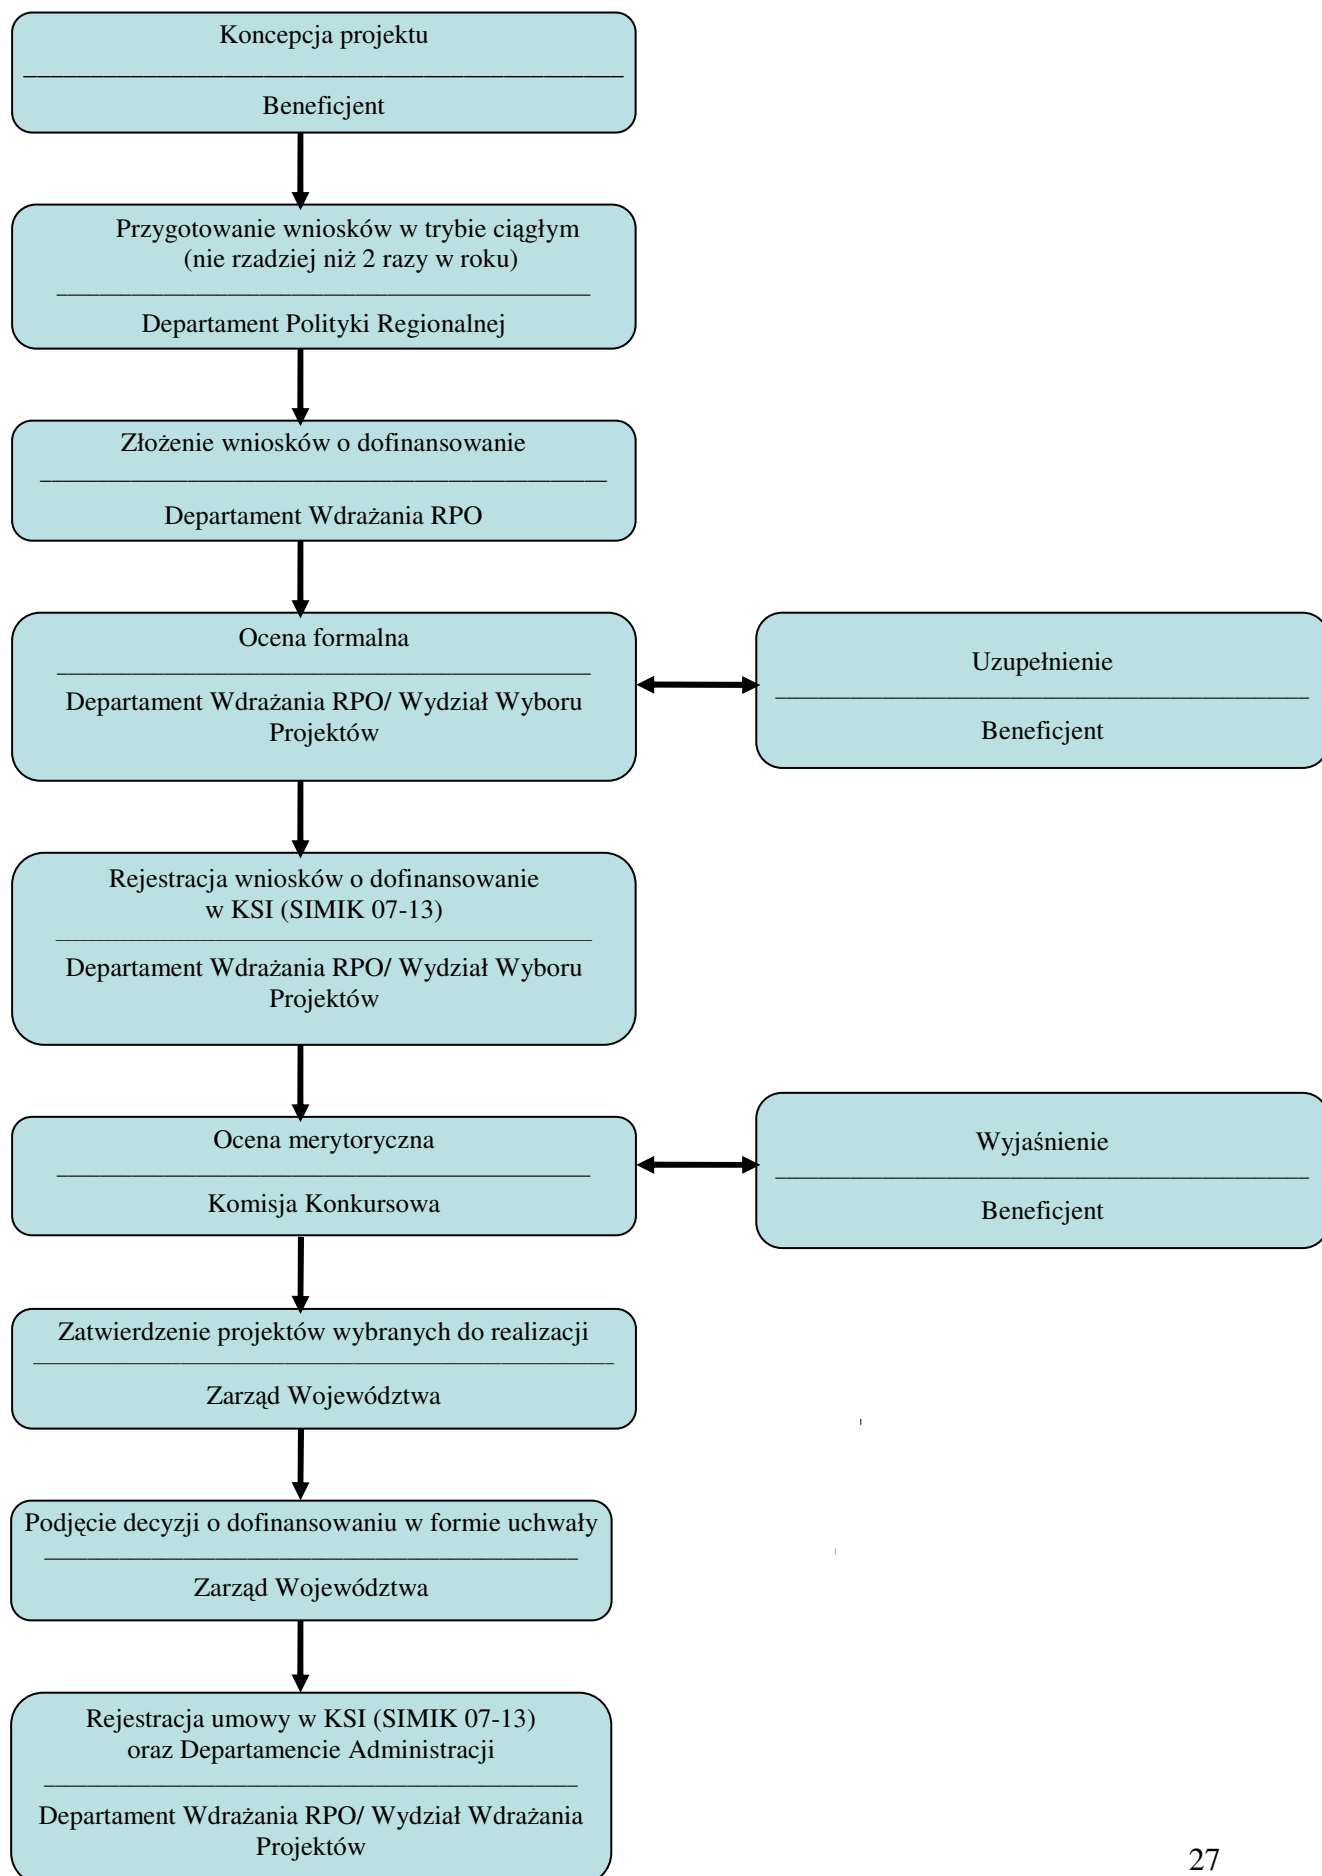 Koncepcja projektu
Beneficjent
Przygotowanie wniosków w trybie ciągłym
(nie rzadziej niż 2 razy w roku)
Departament Polityki Regionalnej
Złożenie wniosków o dofinansowanie
Departament Wdrażania RPO
Ocena formalna
Departament Wdrażania RPO/ Wydział Wyboru
Projektów
Uzupełnienie
Beneficjent
Rejestracja wniosków o dofinansowanie
w KSI (SIMIK 07-13)
Departament Wdrażania RPO/ Wydział Wyboru
Projektów
Ocena merytoryczna
Komisja Konkursowa
Wyjaśnienie
Beneficjent
Zatwierdzenie projektów wybranych do realizacji
Zarząd Województwa
Podjęcie decyzji o dofinansowaniu w formie uchwały
Zarząd Województwa
Rejestracja umowy w KSI (SIMIK 07-13)
oraz Departamencie Administracji
Departament Wdrażania RPO/ Wydział Wdrażania
Projektów
27